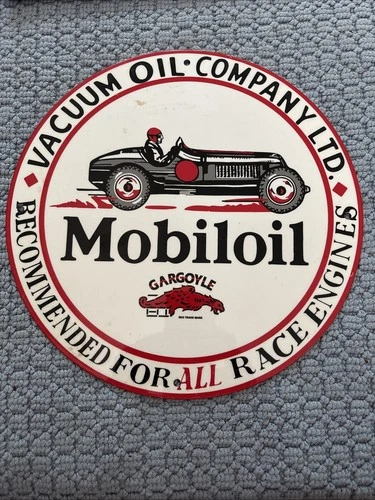 VACUUM OIL·COMPANY LTD.
Mobiloil
GARGOYLE
RECOMMENDED FOR ALL RACE ENGINES